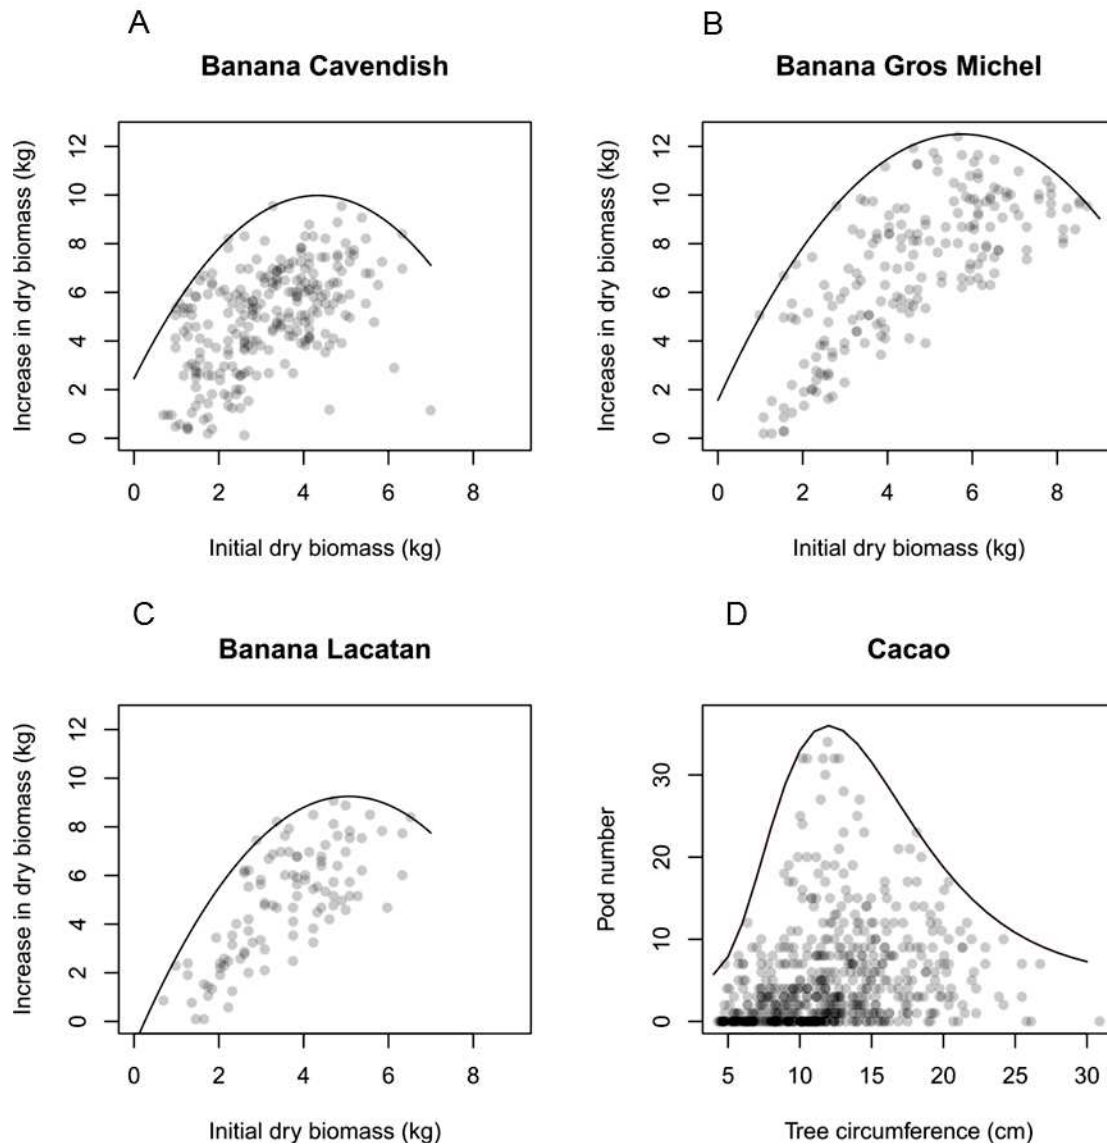 A
Banana Cavendish
Increase in dry biomass (kg)
0 2 4 6 8 10 12
0 2 4 6 8
Initial dry biomass (kg)
B
Banana Gros Michel
Increase in dry biomass (kg)
0 2 4 6 8 10 12
0 2 4 6 8
Initial dry biomass (kg)
C
Banana Lacatan
Increase in dry biomass (kg)
0 2 4 6 8 10 12
0 2 4 6 8
Initial dry biomass (kg)
D
Cacao
Pod number
0 10 20 30
5 10 15 20 25 30
Tree circumference (cm)